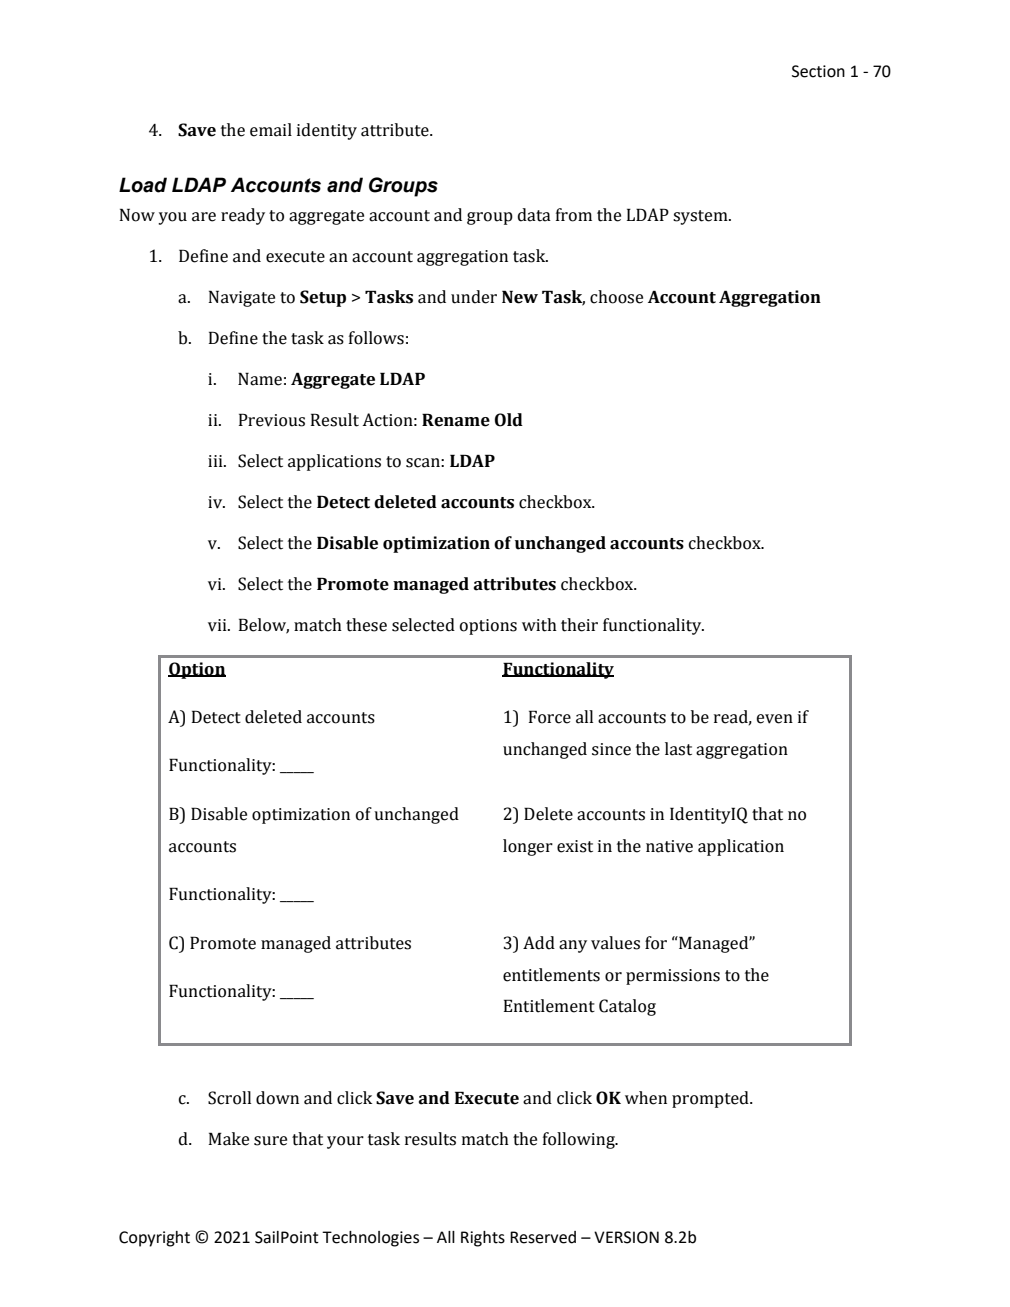 Section 1 - 70
4. Save the email identity attribute.
Load LDAP Accounts and Groups
Now you are ready to aggregate account and group data from the LDAP system.
1. Define and execute an account aggregation task.
a. Navigate to Setup > Tasks and under New Task, choose Account Aggregation
b. Define the task as follows:
i. Name: Aggregate LDAP
ii. Previous Result Action: Rename Old
iii. Select applications to scan: LDAP
iv. Select the Detect deleted accounts checkbox.
v. Select the Disable optimization of unchanged accounts checkbox.
vi. Select the Promote managed attributes checkbox.
vii. Below, match these selected options with their functionality.
Option
A) Detect deleted accounts
Functionality: _____
B) Disable optimization of unchanged
accounts
Functionality: _____
C) Promote managed attributes
Functionality: _____
Functionality
1) Force all accounts to be read, even if
unchanged since the last aggregation
2) Delete accounts in IdentityIQ that no
longer exist in the native application
3) Add any values for “Managed”
entitlements or permissions to the
Entitlement Catalog
c. Scroll down and click Save and Execute and click OK when prompted.
d. Make sure that your task results match the following.
Copyright © 2021 SailPoint Technologies – All Rights Reserved – VERSION 8.2b